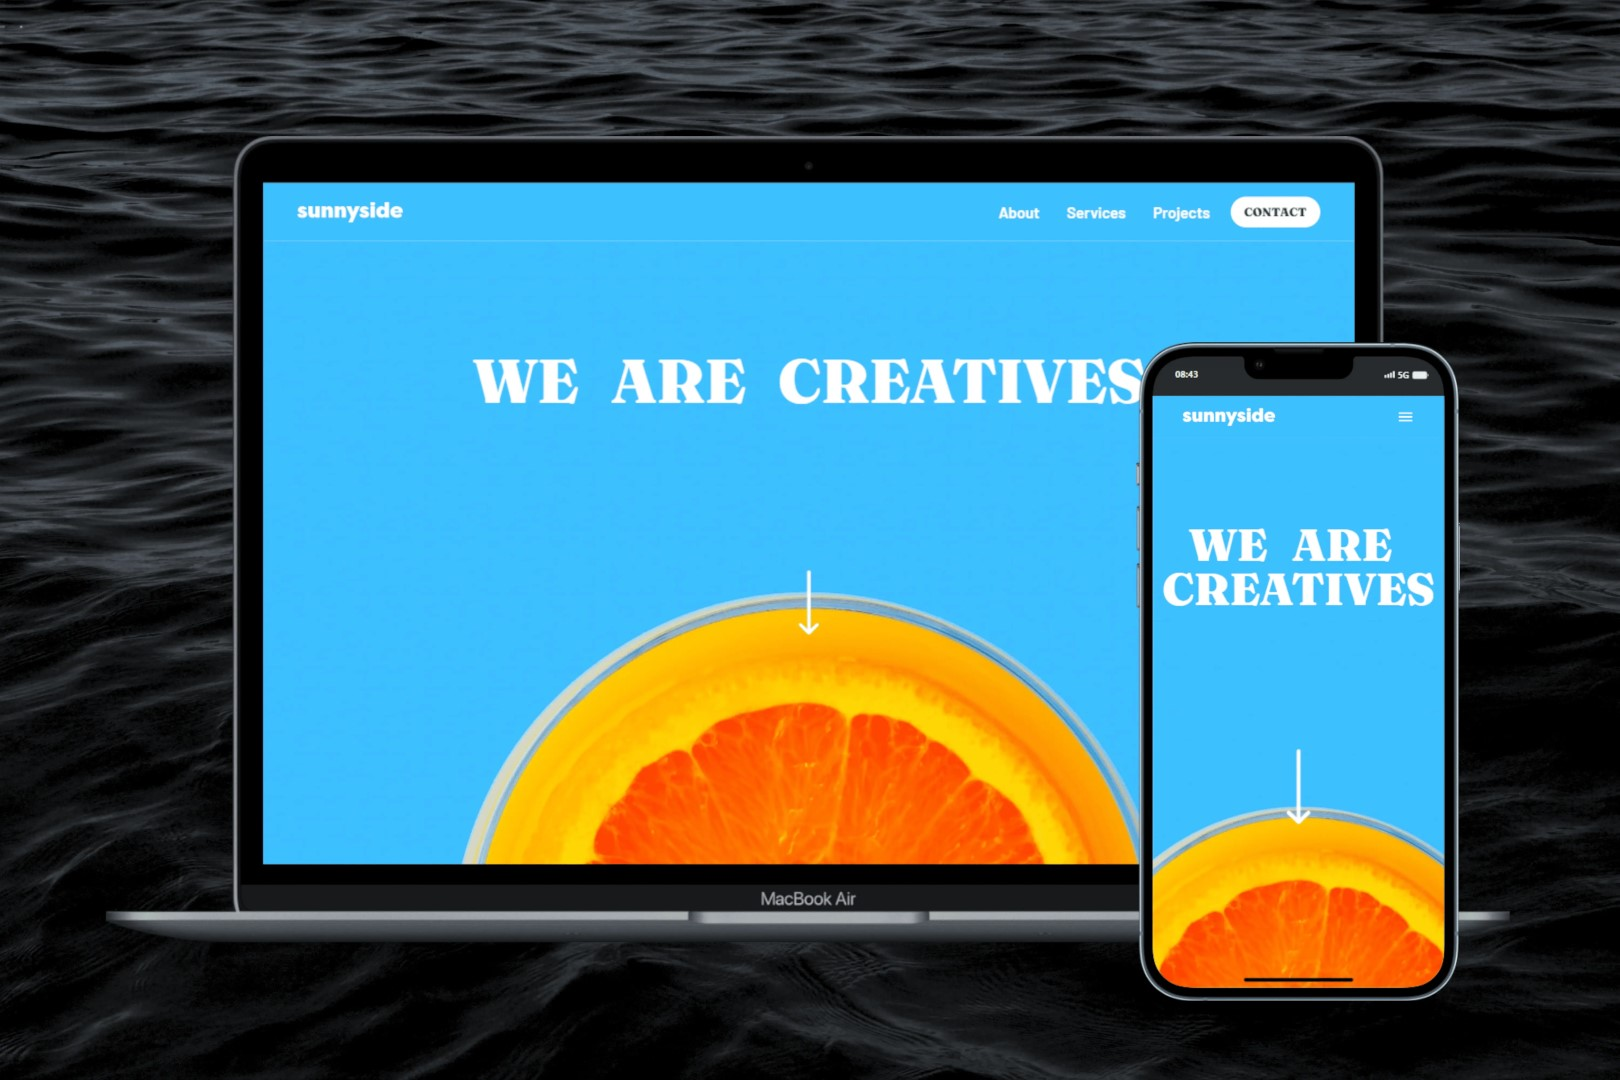 sunnyside
About Services Projects CONTACT
WE ARE CREATIVES
MacBook Air
08:43
5G
sunnyside
WE ARE
CREATIVES